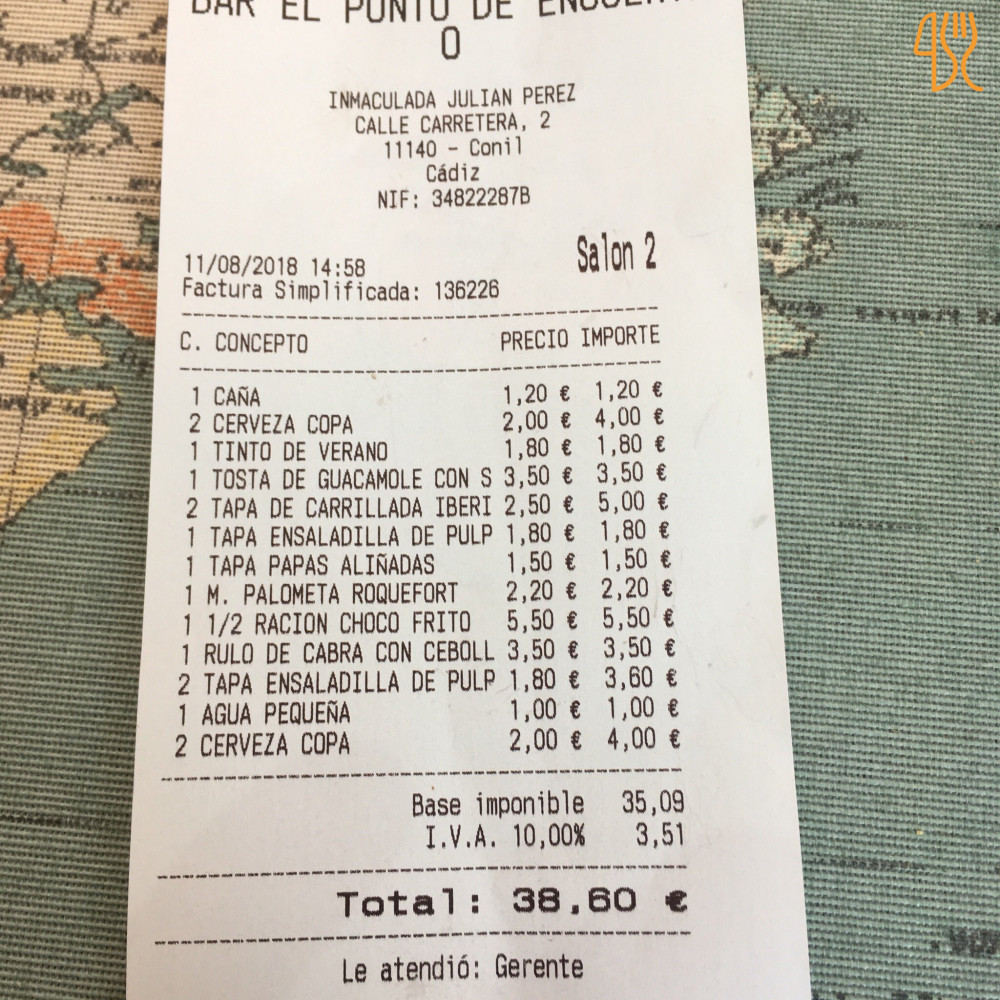 BAR EL PUNTO DE
O
INMACULADA JULIAN PEREZ
CALLE CARRETERA, 2
11140 - Conil
Cádiz
NIF: 34822287B
Salon 2
11/08/2018 14:58
Factura Simplificada: 136226
C. CONCEPTO PRECIO IMPORTE
1 CAÑA 1,20 € 1,20 €
2 CERVEZA COPA 2,00 € 4,00 €
1 TINTO DE VERANO 1,80 € 1,80 €
1 TOSTA DE GUACAMOLE CON S 3,50 € 3,50 €
2 TAPA DE CARRILLADA IBERI 2,50 € 5,00 €
1 TAPA ENSALADILLA DE PULP 1,80 € 1,80 €
1 TAPA PAPAS ALIÑADAS 1,50 € 1,50 €
1 M. PALOMETA ROQUEFORT 2,20 € 2,20 €
1 1/2 RACION CHOCO FRITO 5,50 € 5,50 €
1 RULO DE CABRA CON CEBOLL 3,50 € 3,50 €
2 TAPA ENSALADILLA DE PULP 1,80 € 3,60 €
1 AGUA PEQUEÑA 1,00 € 1,00 €
2 CERVEZA COPA 2,00 € 4,00 €
Base imponible 35,09
I.V.A. 10,00% 3,51
Total: 38,60 €
Le atendió: Gerente